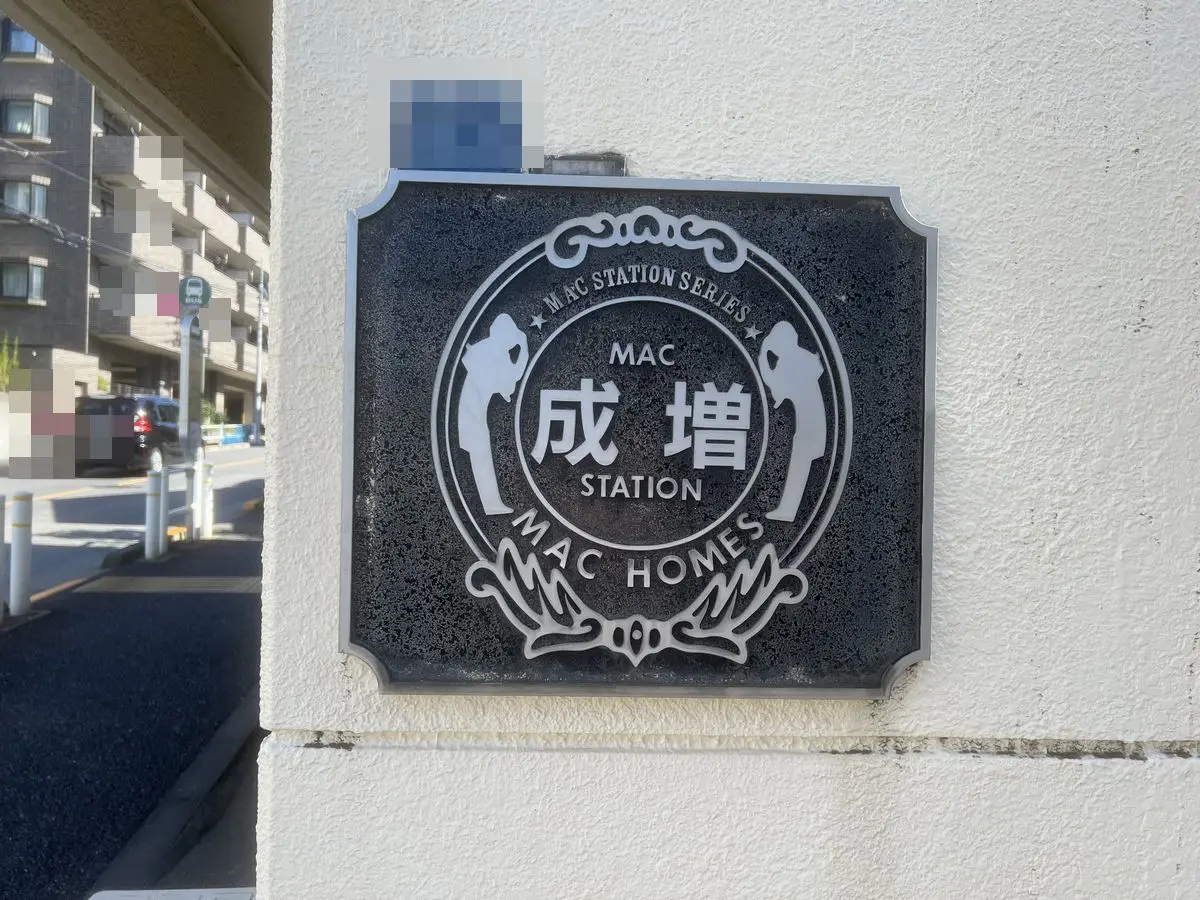 MAC STATION SERIES
MAC
成増
STATION
MAC HOMES